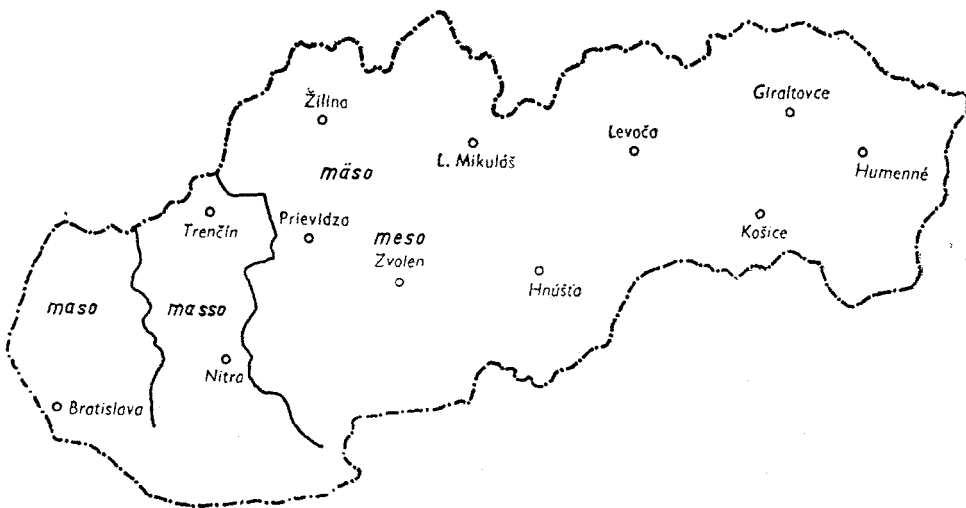 Žilina
Giraltovce
Levoča
L. Mikuláš
Humenné
mäso
Trenčín
Prievidza
meso
Košice
Zvolen
Hnúšťa
maso
masso
Nitra
Bratislava